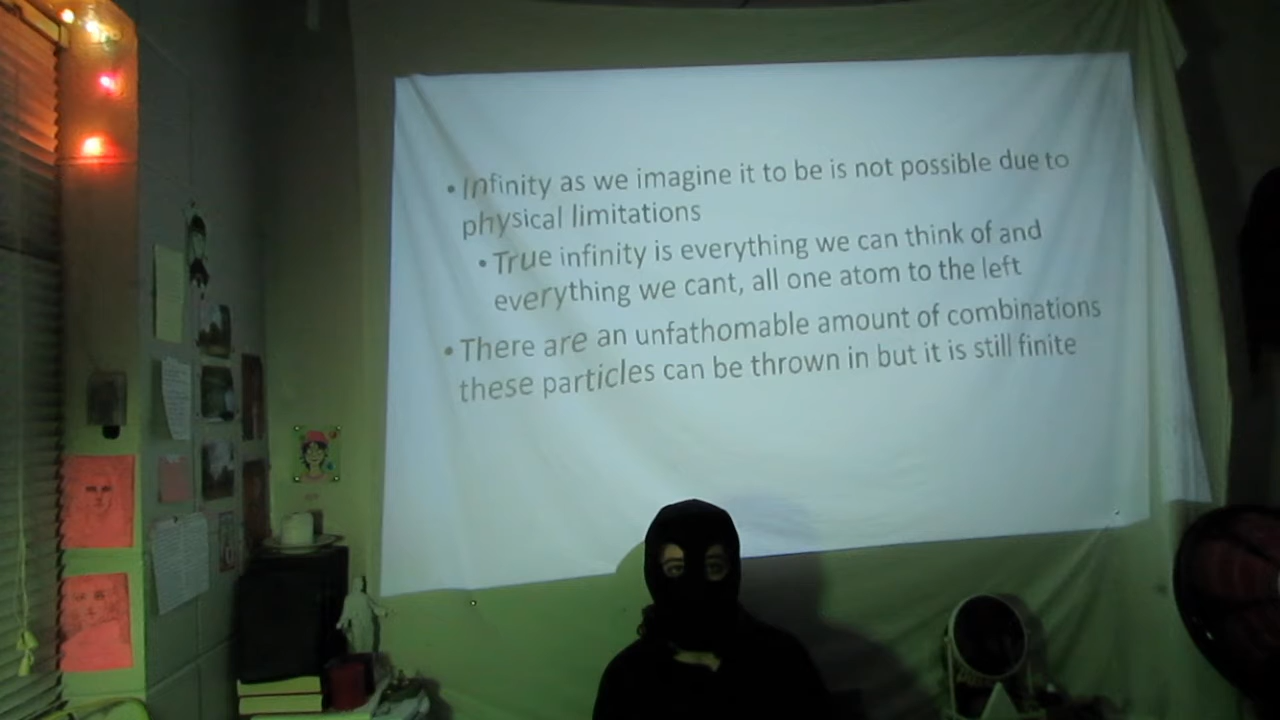 • Infinity as we imagine it to be is not possible due to
physical limitations
• True infinity is everything we can think of and
everything we cant, all one atom to the left
• There are an unfathomable amount of combinations
these particles can be thrown in but it is still finite